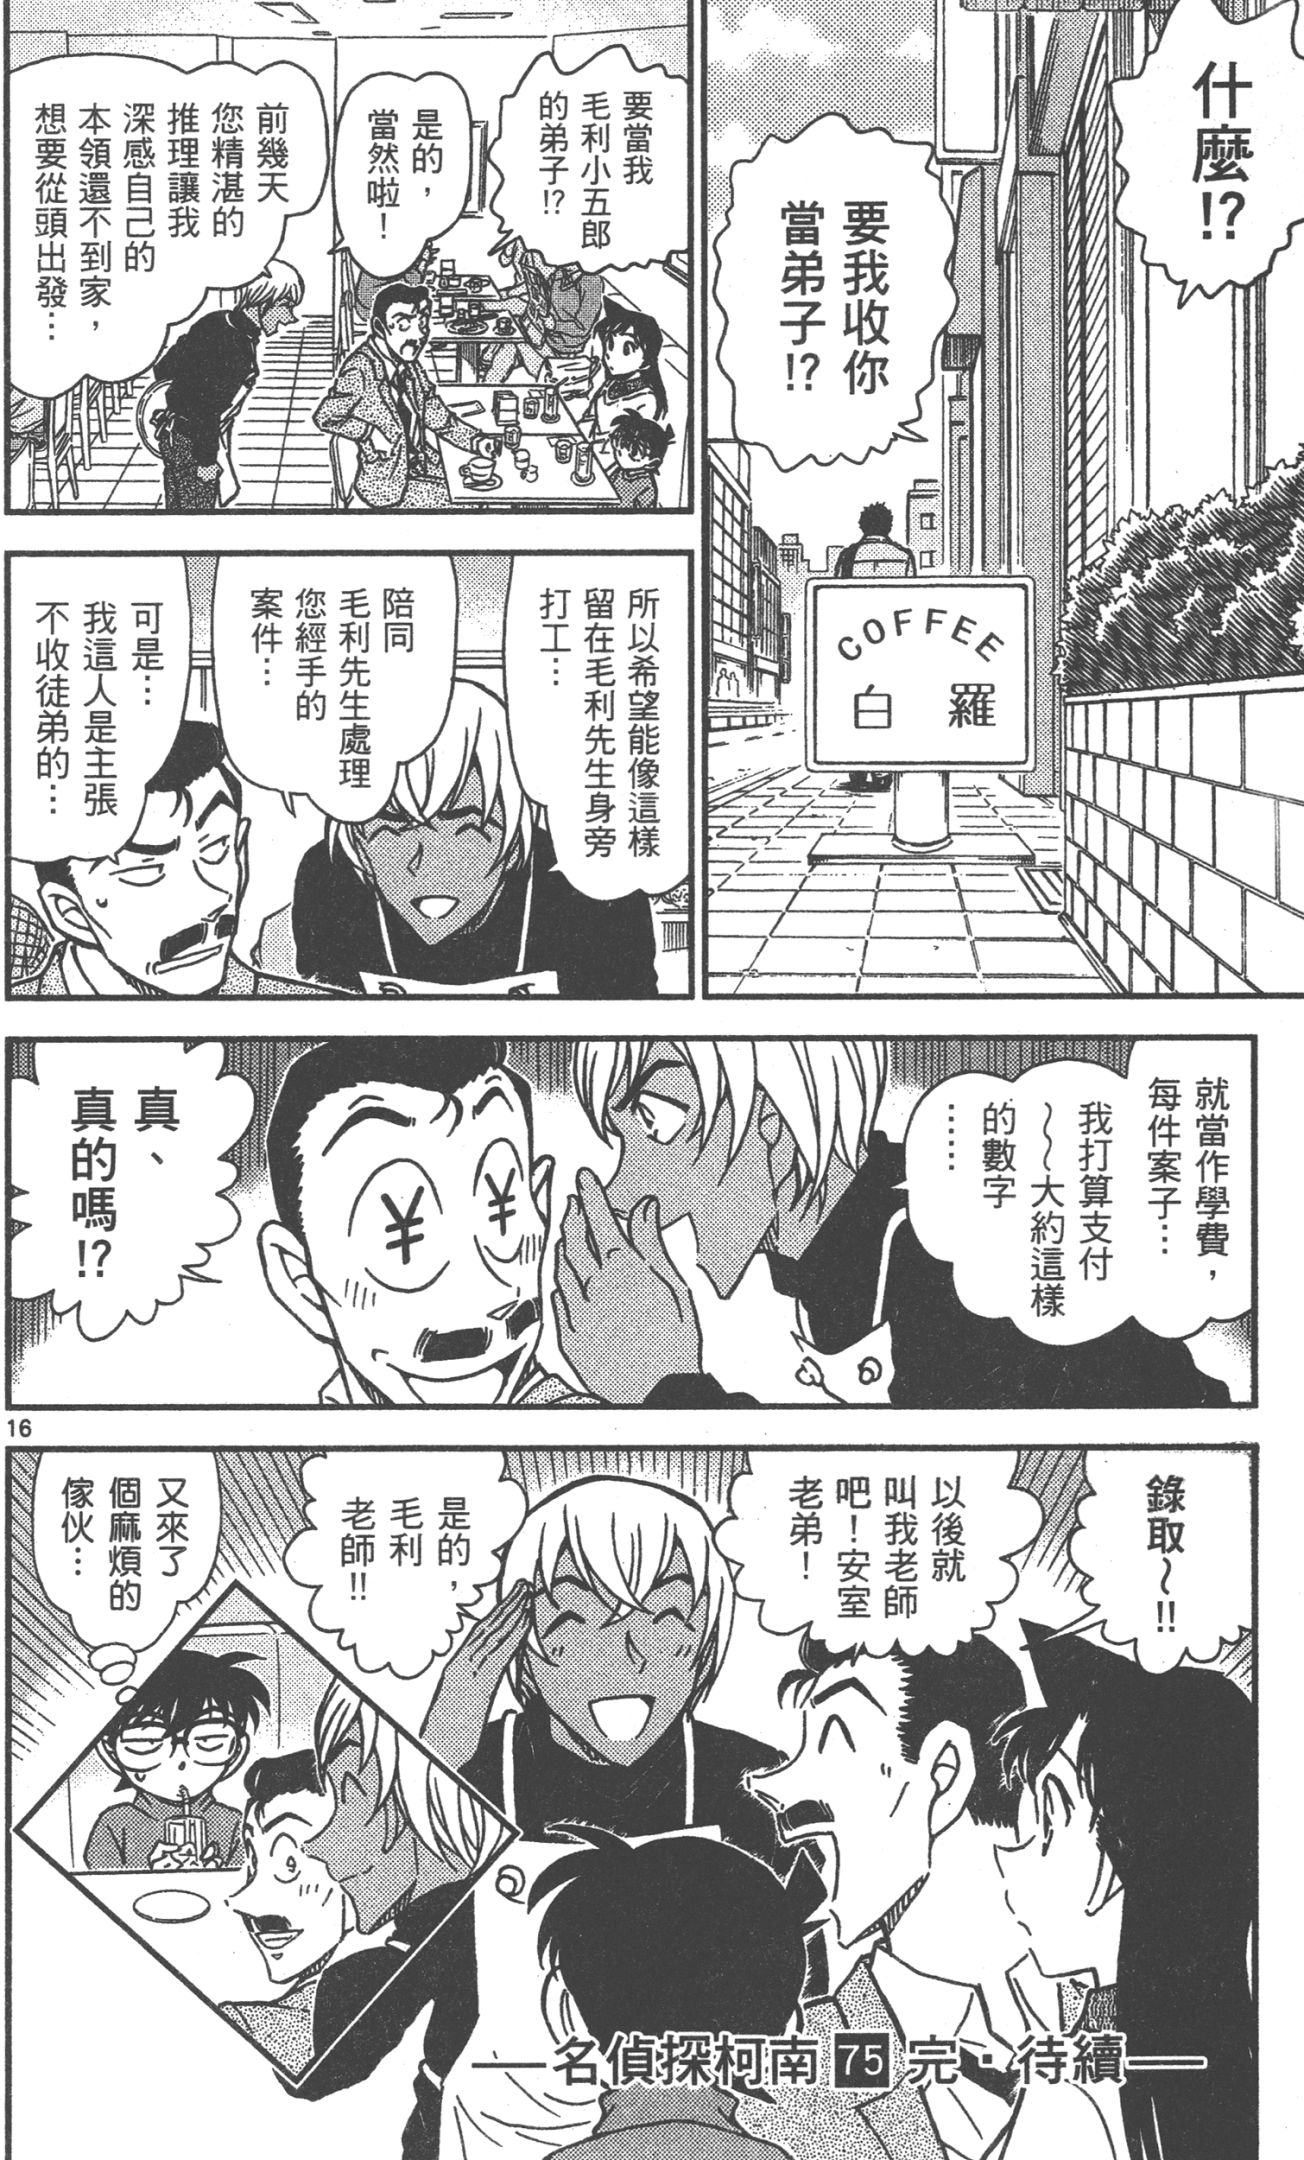 什麼!?
要我收你
當弟子!?
COFFEE
白 羅
要當我
毛利小五郎
的弟子!?
是的，
當然啦！
前幾天
您精湛的
推理讓我
深感自己的
本領還不到家，
想要從頭出發…
所以希望能像這樣
留在毛利先生身旁
打工…
陪同
毛利先生處理
您經手的
案件…
可是…
我這人是主張
不收徒弟的…
就當作學費，
每件案子…
我打算支付
～～大約這樣
的數字
……
真、
真的嗎!?
16
錄取～!!
以後就
叫我老師
吧！安室
老弟！
是的，
毛利
老師!!
又來了
個麻煩的
傢伙…
—名偵探柯南 75 完・待續—